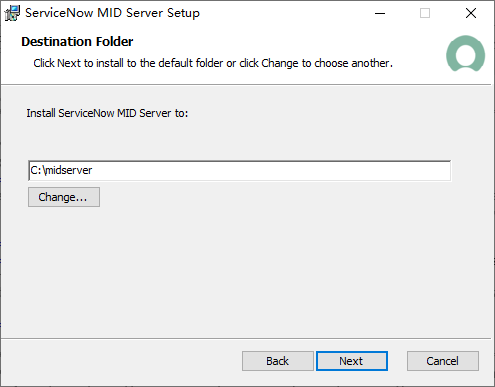 ServiceNow MID Server Setup
Destination Folder
Click Next to install to the default folder or click Change to choose another.
Install ServiceNow MID Server to:
C:\midserver
Change...
Back Next Cancel